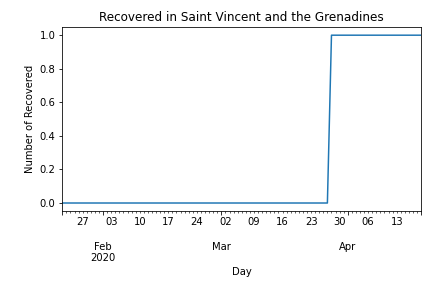 Recovered in Saint Vincent and the Grenadines
Number of Recovered
1.0
0.8
0.6
0.4
0.2
0.0
27 03 10 17 24 02 09 16 23 30 06 13
Feb Mar Apr
2020
Day